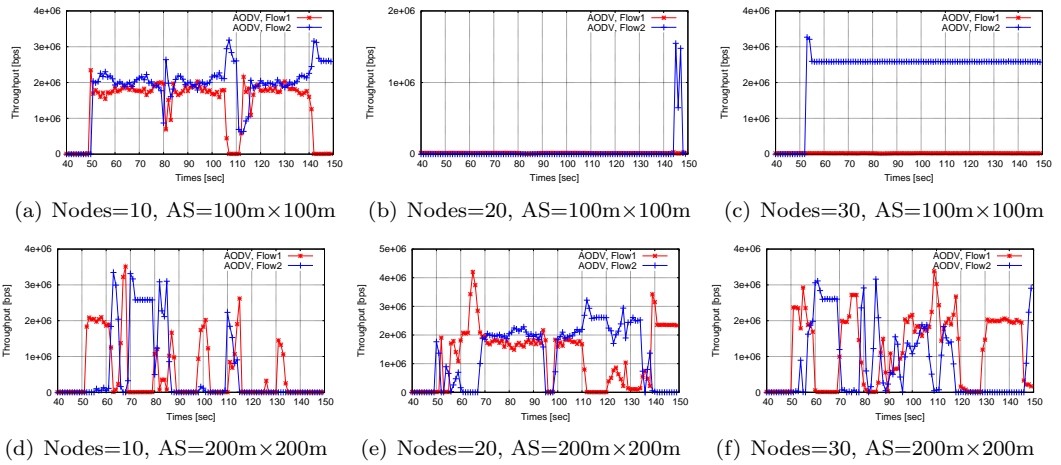 AODV, Flow1
AODV, Flow2
Throughput [bps]
4e+06
3e+06
2e+06
1e+06
0
40 50 60 70 80 90 100 110 120 130 140 150
Times [sec]
(a) Nodes=10, AS=100m×100m
AODV, Flow1
AODV, Flow2
Throughput [bps]
2e+06
1e+06
0
40 50 60 70 80 90 100 110 120 130 140 150
Times [sec]
(b) Nodes=20, AS=100m×100m
AODV, Flow1
AODV, Flow2
Throughput [bps]
4e+06
3e+06
2e+06
1e+06
0
40 50 60 70 80 90 100 110 120 130 140 150
Times [sec]
(c) Nodes=30, AS=100m×100m
AODV, Flow1
AODV, Flow2
Throughput [bps]
4e+06
3e+06
2e+06
1e+06
0
40 50 60 70 80 90 100 110 120 130 140 150
Times [sec]
(d) Nodes=10, AS=200m×200m
AODV, Flow1
AODV, Flow2
Throughput [bps]
5e+06
4e+06
3e+06
2e+06
1e+06
0
40 50 60 70 80 90 100 110 120 130 140 150
Times [sec]
(e) Nodes=20, AS=200m×200m
AODV, Flow1
AODV, Flow2
Throughput [bps]
4e+06
3e+06
2e+06
1e+06
0
40 50 60 70 80 90 100 110 120 130 140 150
Times [sec]
(f) Nodes=30, AS=200m×200m